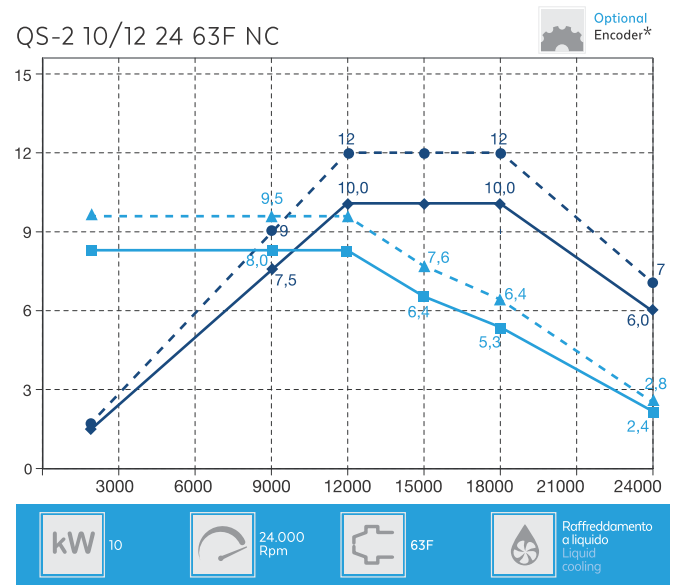 QS-2 10/12 24 63F NC
Optional
Encoder*
15
12
9
6
3
0
12
12
10,0
10,0
9,5
9
8,0
7,5
7,6
6,4
6,4
5,3
7
6,0
2,8
2,4
3000 6000 9000 12000 15000 18000 21000 24000
kW
10
24.000
Rpm
63F
Raffreddamento
a liquido
Liquid
cooling